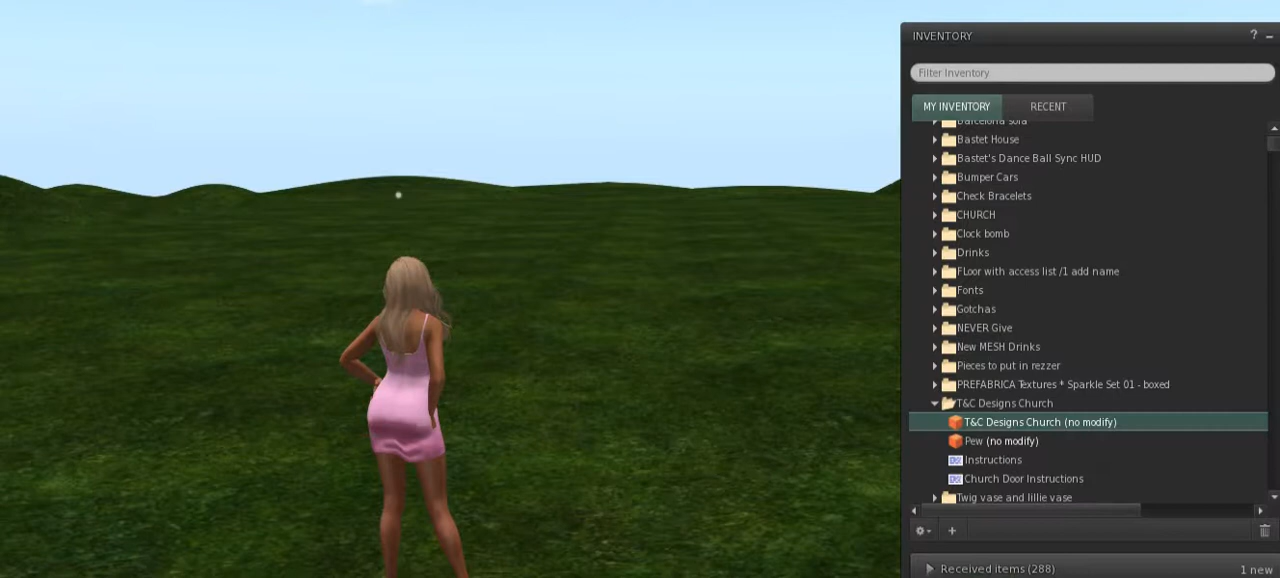 INVENTORY
?
Filter Inventory
MY INVENTORY
RECENT
Barcelona sofa
Bastet House
Bastet's Dance Ball Sync HUD
Bumper Cars
Check Bracelets
CHURCH
Clock bomb
Drinks
FLoor with access list /1 add name
Fonts
Gotchas
NEVER Give
New MESH Drinks
Pieces to put in rezzer
PREFABRICA Textures * Sparkle Set 01 - boxed
T&C Designs Church
T&C Designs Church (no modify)
Pew (no modify)
Instructions
Church Door Instructions
Twig vase and lillie vase
Received items (288)
1 new